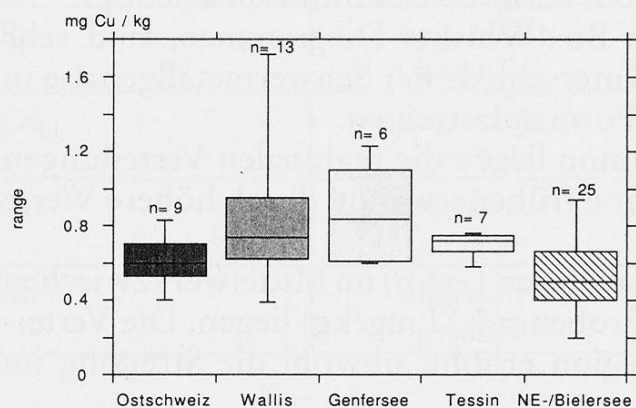 mg Cu / kg
1.6
n= 13
n= 6
1.2
n= 25
n= 9
n= 7
0.8
range
0.4
0
Ostschweiz Wallis Genfersee Tessin NE-/Bielersee